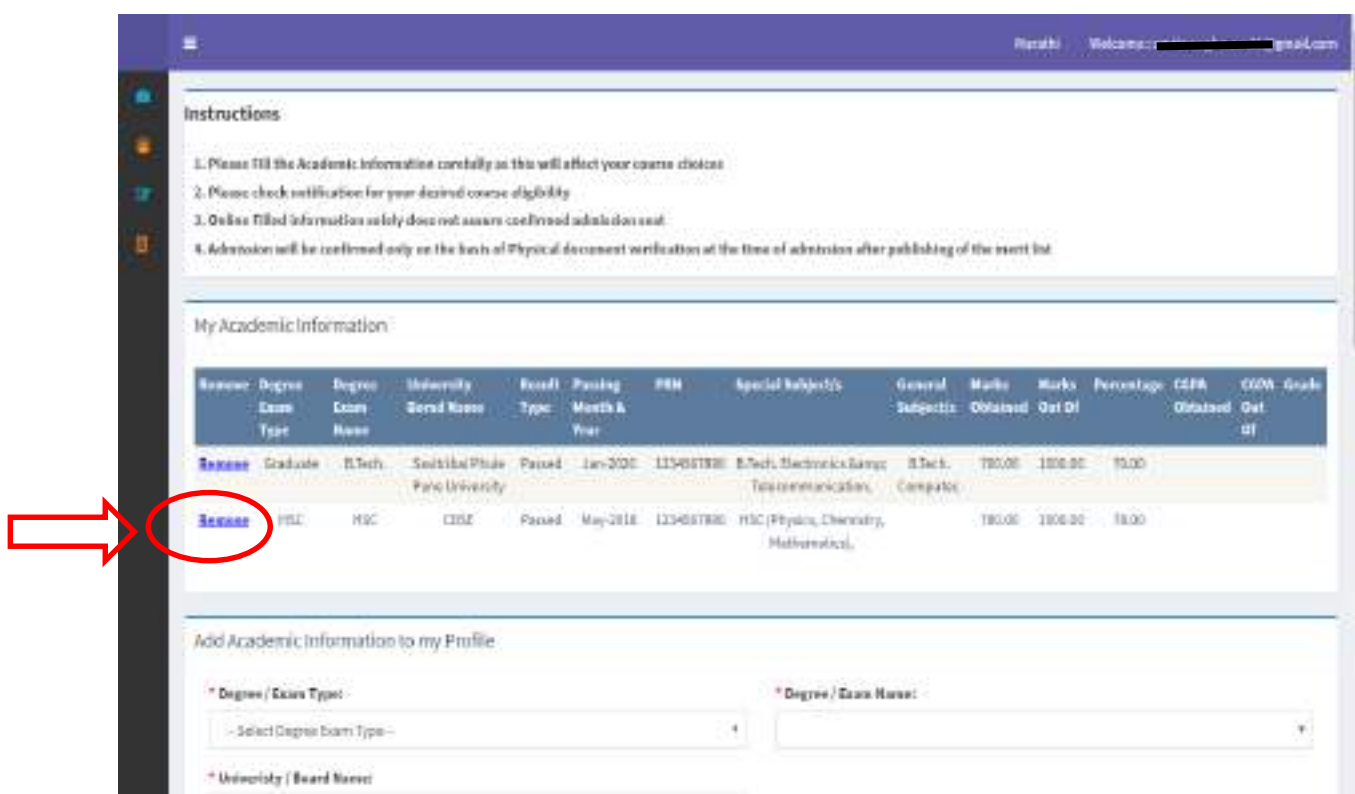 Marathi Welcome: gmail.com
Instructions
1. Please Fill the Academic Information carefully as this will affect your course choices
2. Please check notification for your desired course eligibility
3. Online Filled information solely does not assure confirmed admission seat
4. Admission will be confirmed only on the basis of Physical document verification at the time of admission after publishing of the merit list
My Academic Information
Remove Degree Degree University Result Passing PRN Special Subject/s General Marks Marks Percentage CGPA CGPA Grade
Exam Exam Borad Name Type Month & Subject/s Obtained Out Of Obtained Out
Type Name Year Of
Remove Graduate B.Tech. Savitribai Phule Passed Jan-2020 B.Tech. Electronics &amp; B.Tech. 700.00 1000.00 70.00
Pune University Telecommunication, Computer,
Remove HSC HSC CBSE Passed HSC (Physics, Chemistry, 780.00 1000.00 78.00
Mathematics),
Add Academic Information to my Profile
* Degree / Exam Type: * Degree / Exam Name:
-- Select Degree Exam Type --
* Univeristy / Board Name: